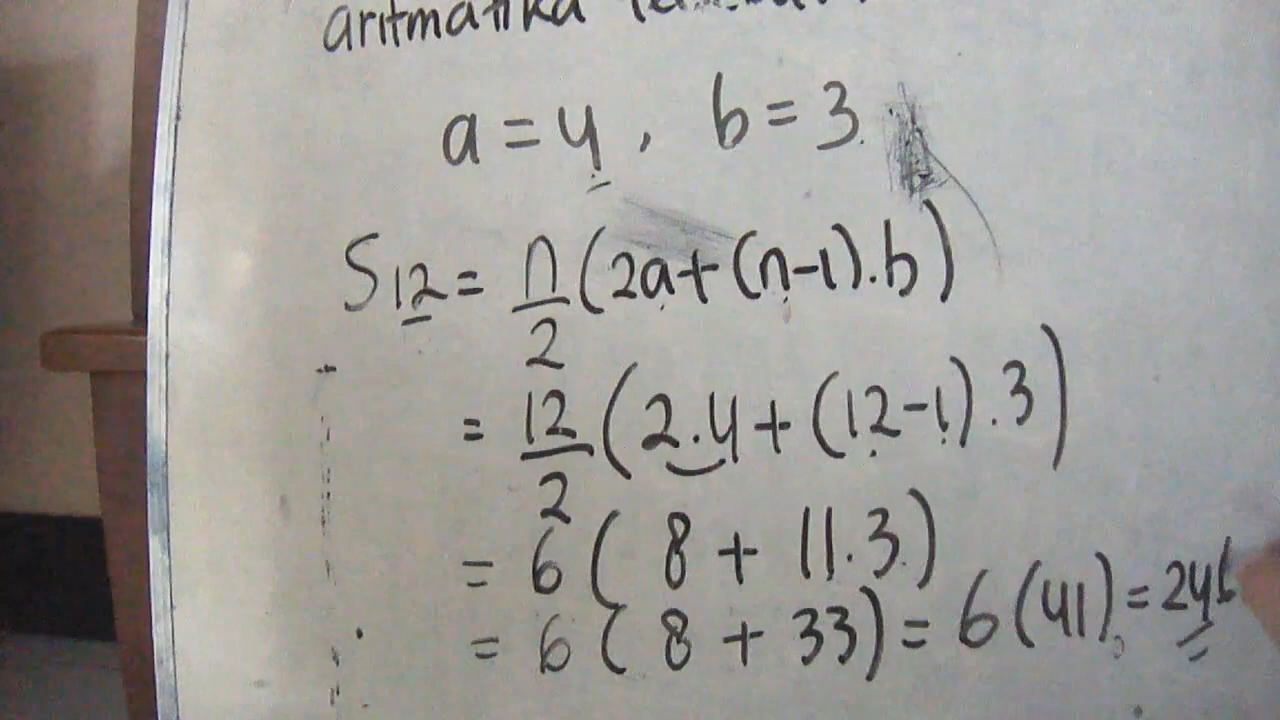 aritmatika
a = 4, b = 3
S12 = n/2 (2a + (n-1).b)
= 12/2 (2.4 + (12-1).3)
= 6 ( 8 + 11.3)
= 6 ( 8 + 33) = 6 (41) = 246